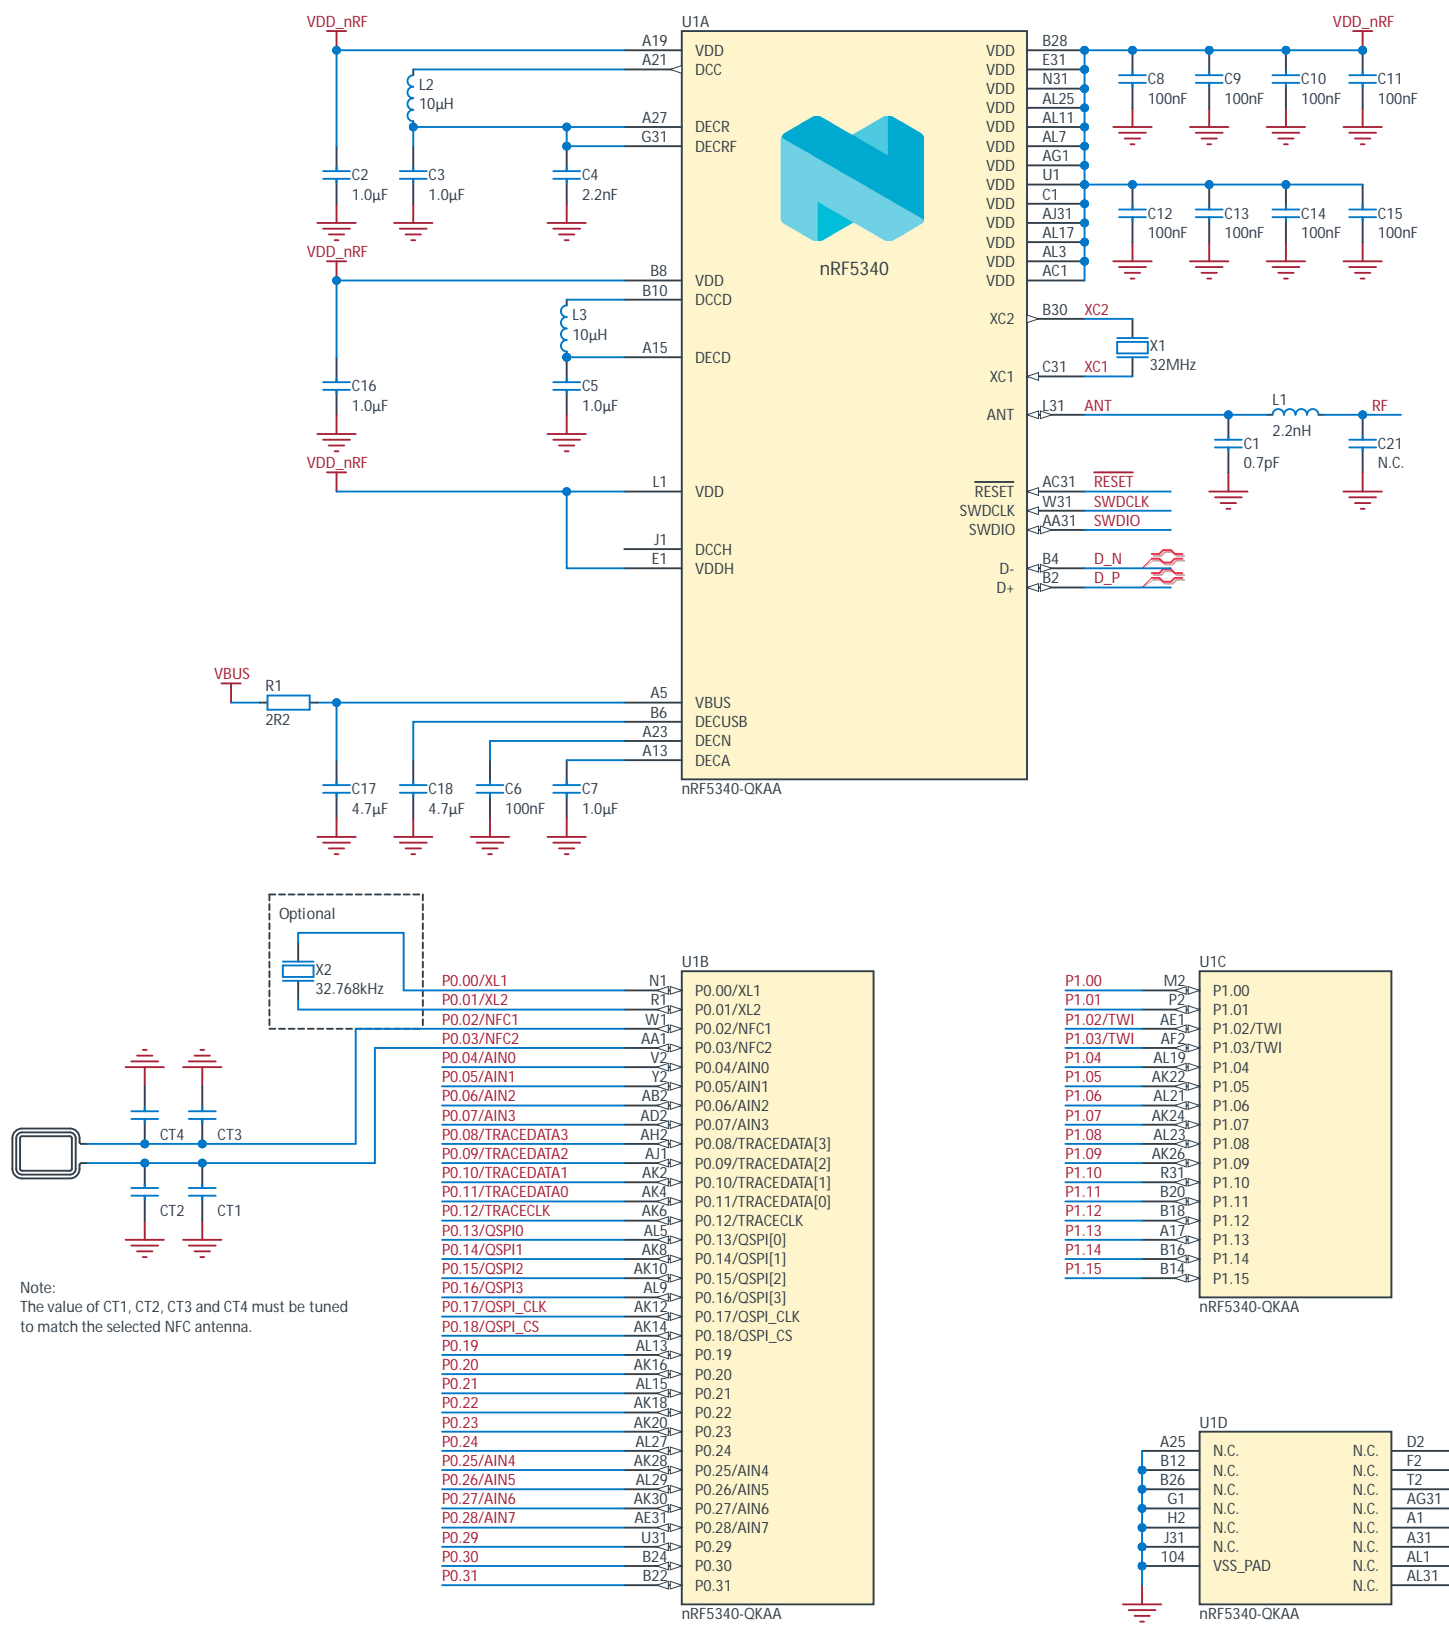 U1A
VDD_nRF
A19 VDD
A21 DCC
L2
10µH
A27 DECR
G31 DECRF
C2
1.0µF
C3
1.0µF
C4
2.2nF
VDD_nRF
B8 VDD
B10 DCCD
L3
10µH
A15 DECD
C16
1.0µF
C5
1.0µF
VDD_nRF
L1 VDD
J1 DCCH
E1 VDDH
VBUS
R1
2R2
A5 VBUS
B6 DECUSB
A23 DECN
A13 DECA
C17
4.7µF
C18
4.7µF
C6
100nF
C7
1.0µF
nRF5340
nRF5340-QKAA
VDD_nRF
VDD B28
VDD E31
VDD N31
VDD AL25
VDD AL11
VDD AL7
VDD AG1
VDD U1
VDD C1
VDD AJ31
VDD AL17
VDD AL3
VDD AC1
C8
100nF
C9
100nF
C10
100nF
C11
100nF
C12
100nF
C13
100nF
C14
100nF
C15
100nF
XC2 B30 XC2
X1
32MHz
XC1 C31 XC1
ANT L31 ANT
L1
2.2nH
RF
C1
0.7pF
C21
N.C.
RESET AC31 RESET
SWDCLK W31 SWDCLK
SWDIO AA31 SWDIO
D- B4 D_N
D+ B2 D_P
Optional
X2
32.768kHz
CT4
CT3
CT2
CT1
Note:
The value of CT1, CT2, CT3 and CT4 must be tuned
to match the selected NFC antenna.
U1B
P0.00/XL1 N1 P0.00/XL1
P0.01/XL2 R1 P0.01/XL2
P0.02/NFC1 W1 P0.02/NFC1
P0.03/NFC2 AA1 P0.03/NFC2
P0.04/AIN0 V2 P0.04/AIN0
P0.05/AIN1 Y2 P0.05/AIN1
P0.06/AIN2 AB2 P0.06/AIN2
P0.07/AIN3 AD2 P0.07/AIN3
P0.08/TRACEDATA3 AH2 P0.08/TRACEDATA[3]
P0.09/TRACEDATA2 AJ1 P0.09/TRACEDATA[2]
P0.10/TRACEDATA1 AK2 P0.10/TRACEDATA[1]
P0.11/TRACEDATA0 AK4 P0.11/TRACEDATA[0]
P0.12/TRACECLK AK6 P0.12/TRACECLK
P0.13/QSPI0 AL5 P0.13/QSPI[0]
P0.14/QSPI1 AK8 P0.14/QSPI[1]
P0.15/QSPI2 AK10 P0.15/QSPI[2]
P0.16/QSPI3 AL9 P0.16/QSPI[3]
P0.17/QSPI_CLK AK12 P0.17/QSPI_CLK
P0.18/QSPI_CS AK14 P0.18/QSPI_CS
P0.19 AL13 P0.19
P0.20 AK16 P0.20
P0.21 AL15 P0.21
P0.22 AK18 P0.22
P0.23 AK20 P0.23
P0.24 AL27 P0.24
P0.25/AIN4 AK28 P0.25/AIN4
P0.26/AIN5 AL29 P0.26/AIN5
P0.27/AIN6 AK30 P0.27/AIN6
P0.28/AIN7 AE31 P0.28/AIN7
P0.29 U31 P0.29
P0.30 B24 P0.30
P0.31 B22 P0.31
nRF5340-QKAA
U1C
P1.00 M2 P1.00
P1.01 P2 P1.01
P1.02/TWI AE1 P1.02/TWI
P1.03/TWI AF2 P1.03/TWI
P1.04 AL19 P1.04
P1.05 AK22 P1.05
P1.06 AL21 P1.06
P1.07 AK24 P1.07
P1.08 AL23 P1.08
P1.09 AK26 P1.09
P1.10 R31 P1.10
P1.11 B20 P1.11
P1.12 B18 P1.12
P1.13 A17 P1.13
P1.14 B16 P1.14
P1.15 B14 P1.15
nRF5340-QKAA
U1D
A25 N.C. N.C. D2
B12 N.C. N.C. F2
B26 N.C. N.C. T2
G1 N.C. N.C. AG31
H2 N.C. N.C. A1
J31 N.C. N.C. A31
104 VSS_PAD N.C. AL1
N.C. AL31
nRF5340-QKAA